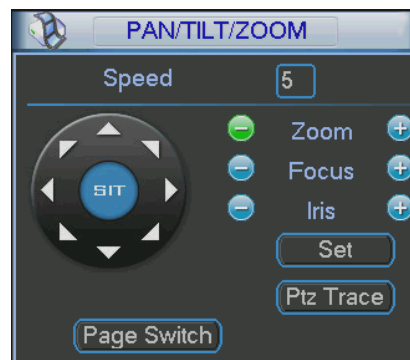 PAN/TILT/ZOOM
Speed 5
Zoom
Focus
SIT
Iris
Set
Ptz Trace
Page Switch